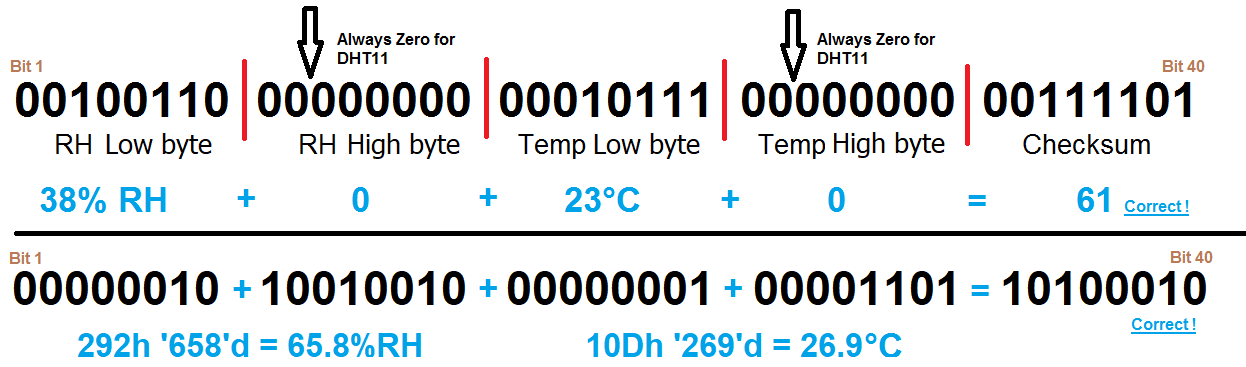 Always Zero for
DHT11
Always Zero for
DHT11
Bit 1
Bit 40
00100110 00000000 00010111 00000000 00111101
RH Low byte RH High byte Temp Low byte Temp High byte Checksum
38% RH + 0 + 23°C + 0 = 61 Correct !
Bit 1
Bit 40
00000010 + 10010010 + 00000001 + 00001101 = 10100010
Correct !
292h '658'd = 65.8%RH 10Dh '269'd = 26.9°C